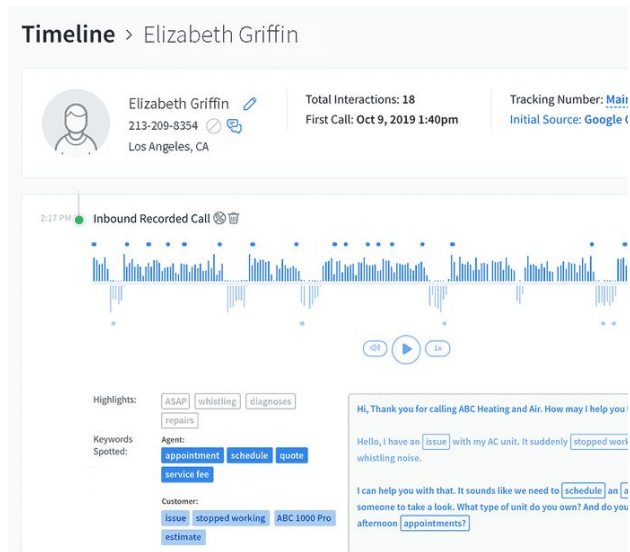 Timeline > Elizabeth Griffin
Elizabeth Griffin
213-209-8354
Los Angeles, CA
Total Interactions: 18
First Call: Oct 9, 2019 1:40pm
Tracking Number:
Initial Source: Google
2:17 PM
Inbound Recorded Call
1x
Highlights:
ASAP whistling diagnoses
repairs
Keywords
Spotted:
Agent:
appointment schedule quote
service fee
Customer:
issue stopped working ABC 1000 Pro
estimate
Hi, Thank you for calling ABC Heating and Air. How may I help you
Hello, I have an issue with my AC unit. It suddenly stopped
whistling noise.
I can help you with that. It sounds like we need to schedule an
someone to take a look. What type of unit do you own? And do you
afternoon appointments?